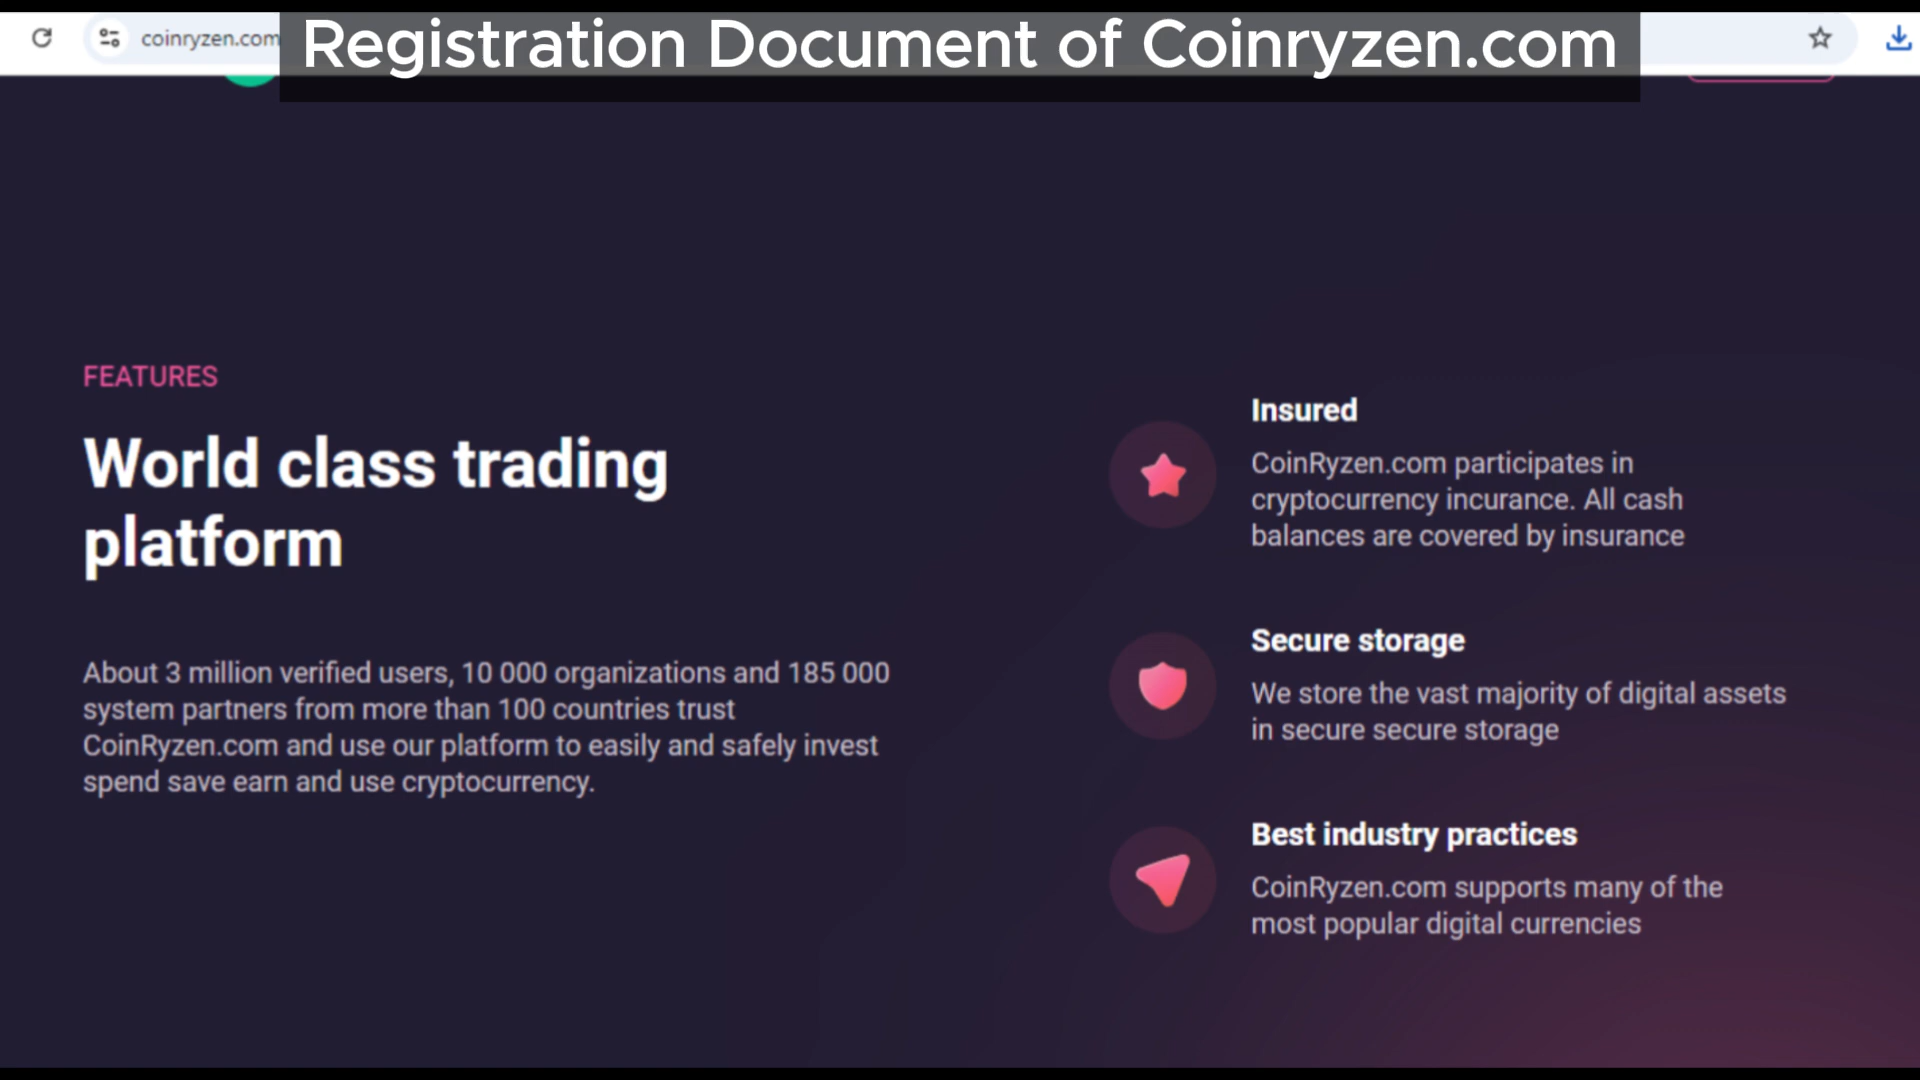 coinryzen.com
Registration Document of Coinryzen.com
FEATURES
World class trading
platform
About 3 million verified users, 10 000 organizations and 185 000
system partners from more than 100 countries trust
CoinRyzen.com and use our platform to easily and safely invest
spend save earn and use cryptocurrency.
Insured
CoinRyzen.com participates in
cryptocurrency incurance. All cash
balances are covered by insurance
Secure storage
We store the vast majority of digital assets
in secure secure storage
Best industry practices
CoinRyzen.com supports many of the
most popular digital currencies